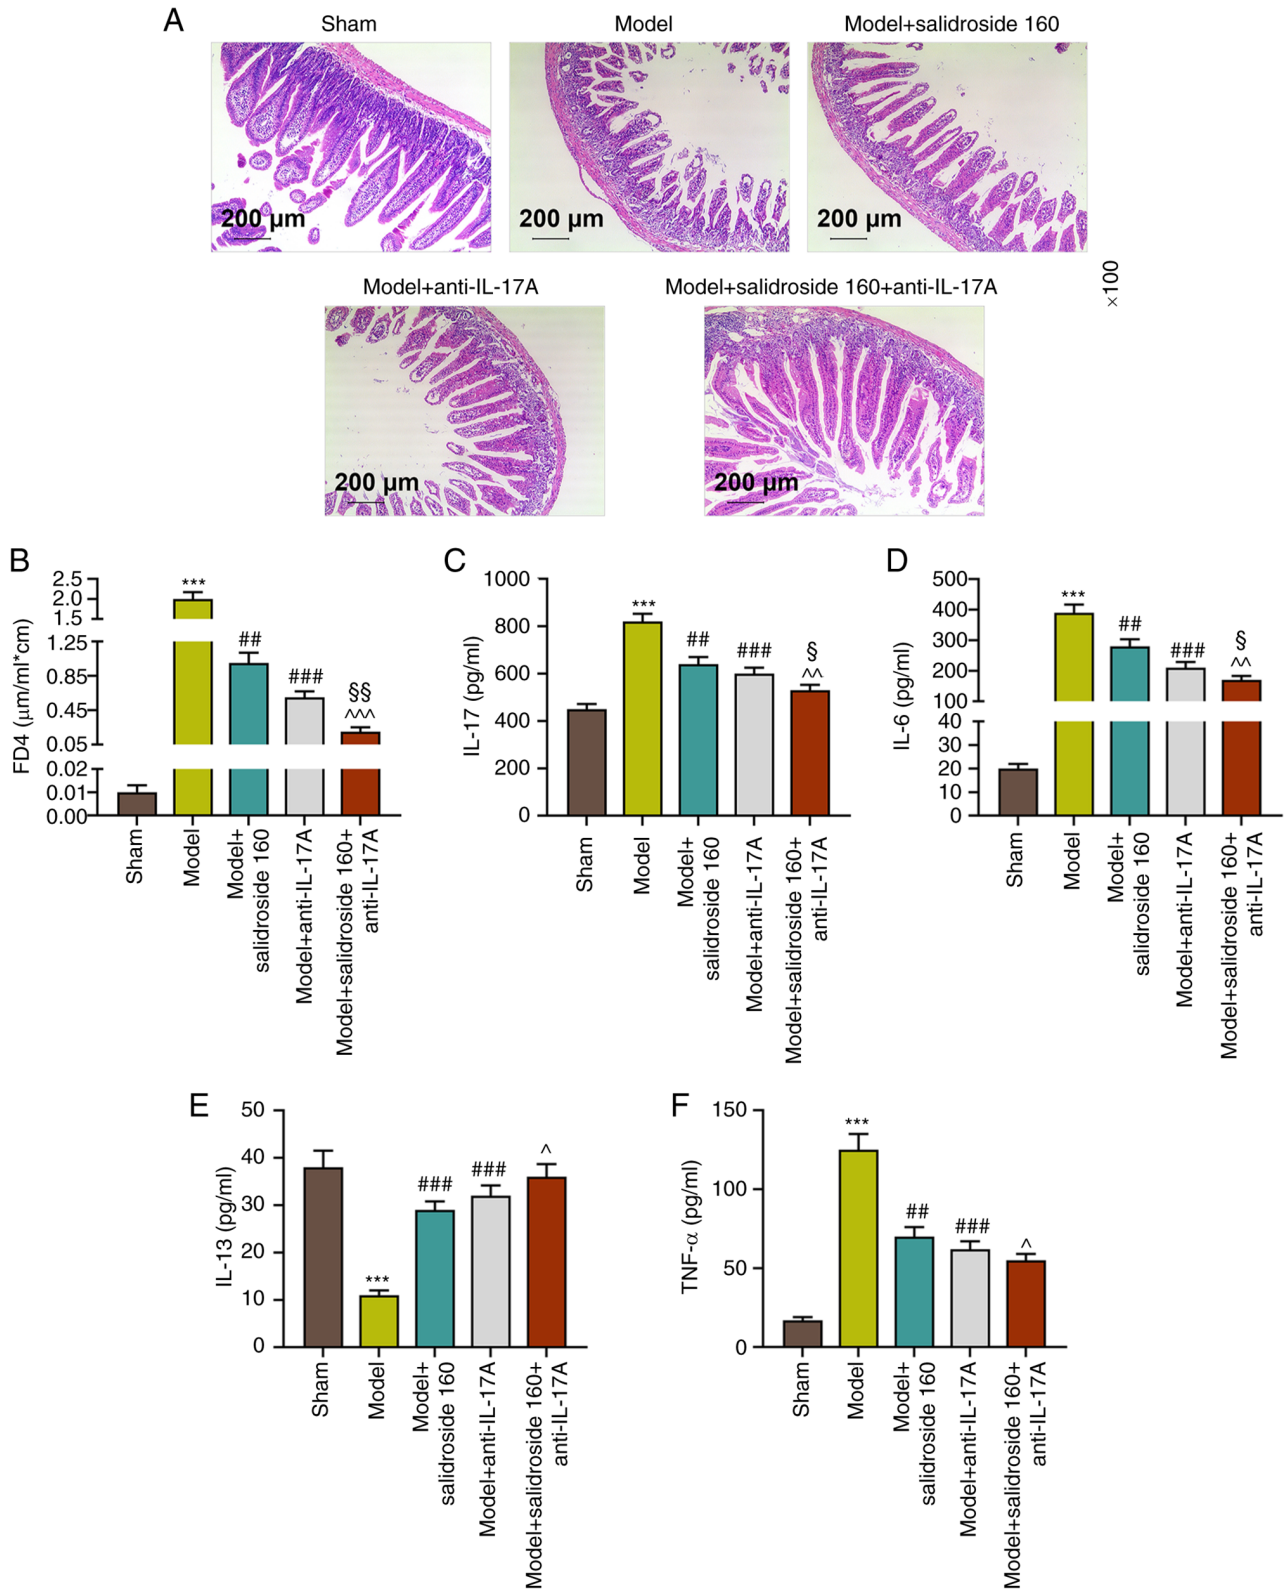 A
Sham
Model
Model+salidroside 160
200 μm
200 μm
200 μm
Model+anti-IL-17A
Model+salidroside 160+anti-IL-17A
×100
200 μm
200 μm
B
FD4 (μm/ml*cm)
2.5
2.0
1.5
1.25
0.85
0.45
0.05
0.02
0.01
0.00
***
##
###
§§
^^^
Sham
Model
Model+
salidroside 160
Model+anti-IL-17A
Model+salidroside 160+
anti-IL-17A
C
IL-17 (pg/ml)
1000
800
600
400
200
0
***
##
###
§
^^
Sham
Model
Model+
salidroside 160
Model+anti-IL-17A
Model+salidroside 160+
anti-IL-17A
D
IL-6 (pg/ml)
500
400
300
200
100
40
30
20
10
0
***
##
###
§
^^
Sham
Model
Model+
salidroside 160
Model+anti-IL-17A
Model+salidroside 160+
anti-IL-17A
E
IL-13 (pg/ml)
50
40
30
20
10
0
***
###
###
^
Sham
Model
Model+
salidroside 160
Model+anti-IL-17A
Model+salidroside 160+
anti-IL-17A
F
TNF-α (pg/ml)
150
100
50
0
***
##
###
^
Sham
Model
Model+
salidroside 160
Model+anti-IL-17A
Model+salidroside 160+
anti-IL-17A